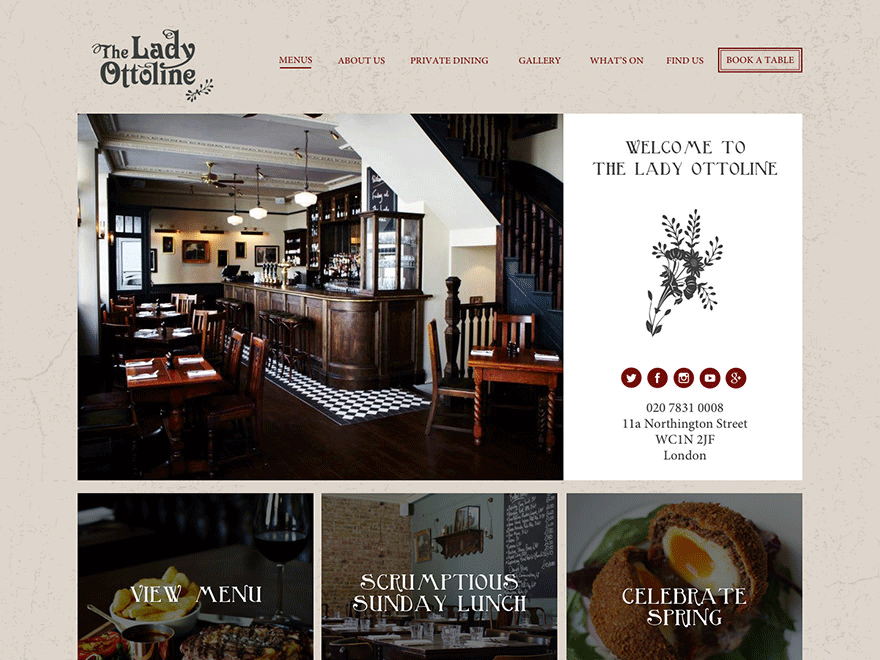 The Lady
Ottoline
MENUS
ABOUT US
PRIVATE DINING
GALLERY
WHAT'S ON
FIND US
BOOK A TABLE
WELCOME TO
THE LADY OTTOLINE
020 7831 0008
11a Northington Street
WC1N 2JF
London
VIEW MENU
SCRUMPTIOUS
SUNDAY LUNCH
CELEBRATE
SPRING